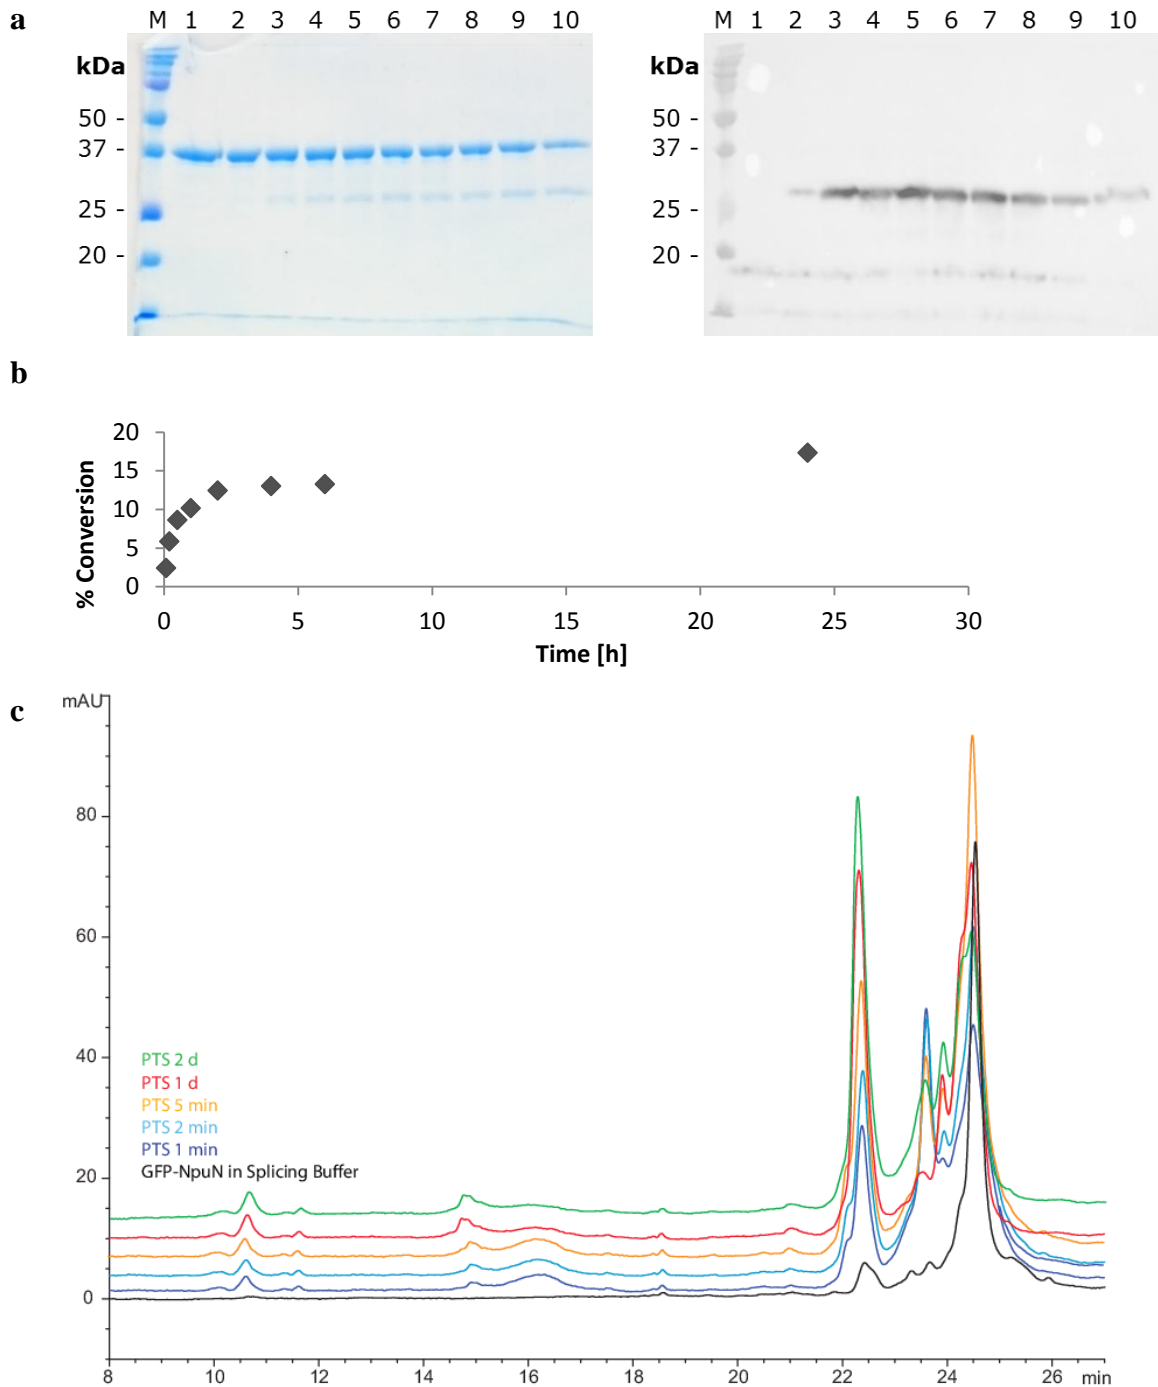 a
M 1 2 3 4 5 6 7 8 9 10
kDa
50 -
37 -
25 -
20 -
M 1 2 3 4 5 6 7 8 9 10
kDa
50 -
37 -
25 -
20 -
b
% Conversion
20
15
10
5
0
0 5 10 15 20 25 30
Time [h]
c
mAU
80
60
40
20
0
PTS 2 d
PTS 1 d
PTS 5 min
PTS 2 min
PTS 1 min
GFP-NpuN in Splicing Buffer
8 10 12 14 16 18 20 22 24 26 min